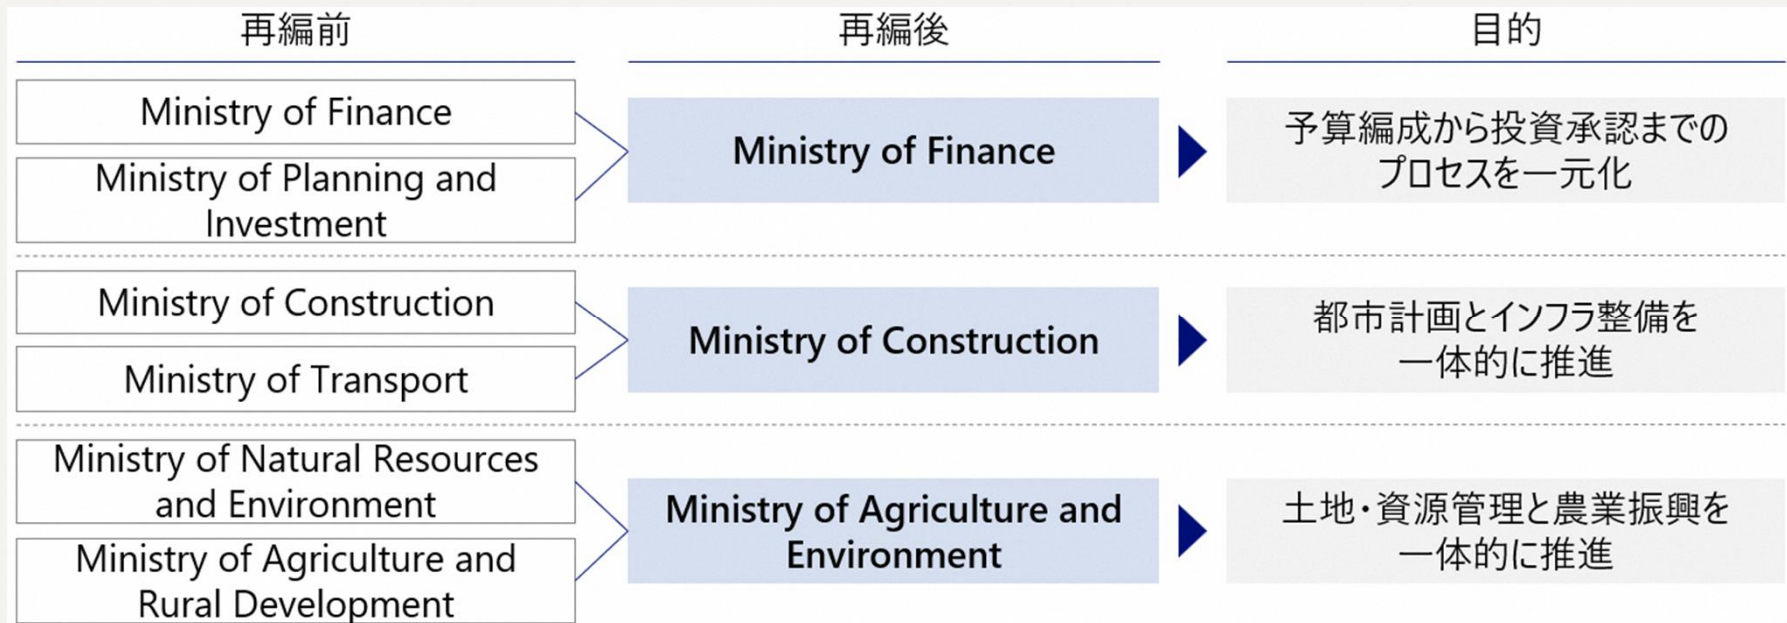 再編前
再編後
目的
Ministry of Finance
Ministry of Planning and
Investment
Ministry of Finance
予算編成から投資承認までの
プロセスを一元化
Ministry of Construction
Ministry of Transport
Ministry of Construction
都市計画とインフラ整備を
一体的に推進
Ministry of Natural Resources
and Environment
Ministry of Agriculture and
Rural Development
Ministry of Agriculture and
Environment
土地・資源管理と農業振興を
一体的に推進